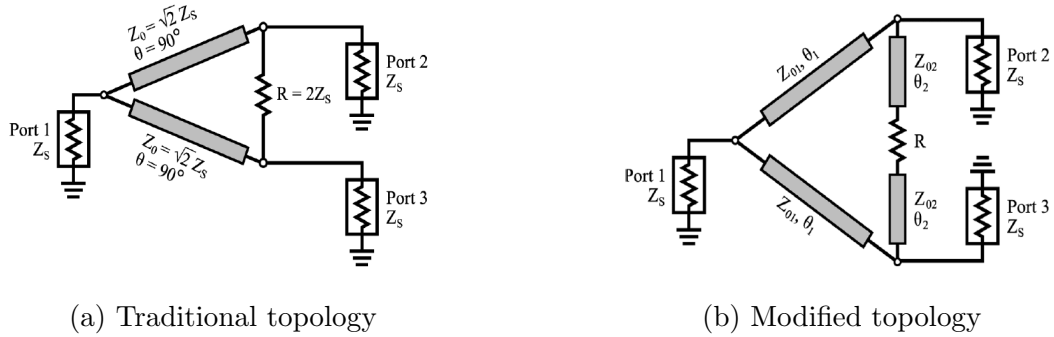 Z₀ = √2 Zₛ
θ = 90°
Port 1
Zₛ
R = 2Zₛ
Port 2
Zₛ
Z₀ = √2 Zₛ
θ = 90°
Port 3
Zₛ
(a) Traditional topology
Z₀₁, θ₁
Port 1
Zₛ
Z₀₂
θ₂
R
Port 2
Zₛ
Z₀₁, θ₁
Z₀₂
θ₂
Port 3
Zₛ
(b) Modified topology